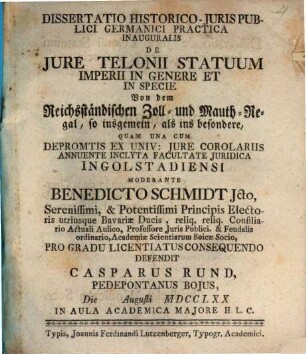 DISSERTATIO HISTORICO-JURIS PUB-
LICI GERMANICI PRACTICA
INAUGURALIS
DE
JURE TELONII STATUUM
IMPERII IN GENERE ET
IN SPECIE
Von dem
Reichsständischen Zoll- und Mauth-Re-
gal, so insgemein, als ins besondere,
QUAM UNA CUM
DEPROMTIS EX UNIV: JURE COROLARIIS
ANNUENTE INCLYTA FACULTATE JURIDICA
INGOLSTADIENSI
MODERANTE
BENEDICTO SCHMIDT Jcto,
Serenissimi, & Potentissimi Principis Electo-
ris utriusque Bavariæ Ducis, reliq. resiq. Consilia-
rio Actuali Aulico, Professore Juris Publici. & Feudalis
ordinario, Academiæ Scientiarum Boicæ Socio,
PRO GRADU LICENTIATUS CONSEQUENDO
DEFENDIT
CASPARUS RUND,
PEDEPONTANUS BOJUS,
Die Augusti MDCCLXX
IN AULA ACADEMICA MAJORE H L C.
Typis, Joannis Ferdinandi Lutzenberger, Typogr. Academici.